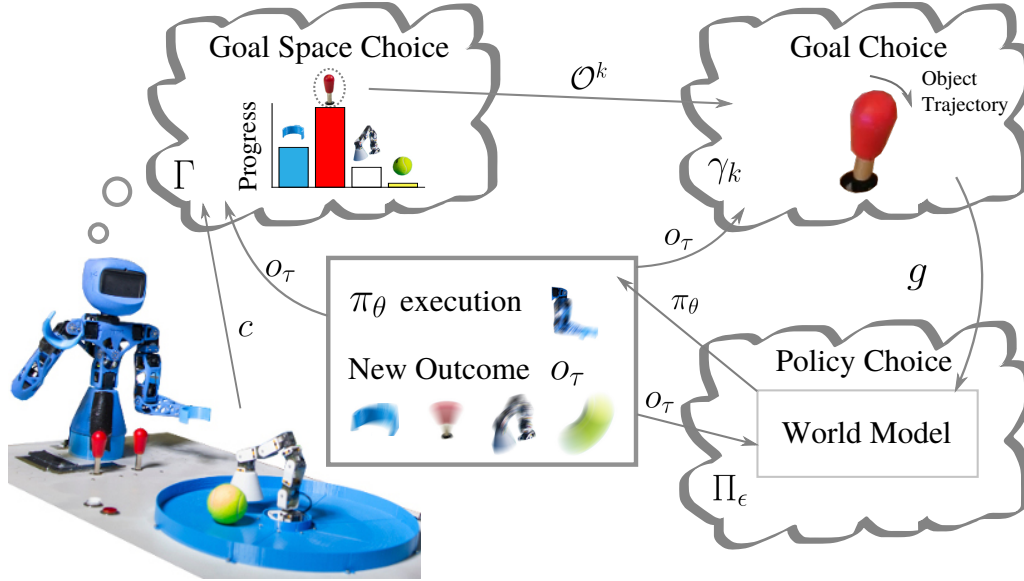 Goal Space Choice
Progress
Γ
𝒪^k
Goal Choice
Object
Trajectory
γ_k
c
o_τ
o_τ
π_θ execution
New Outcome o_τ
π_θ
g
o_τ
Policy Choice
World Model
Π_ϵ